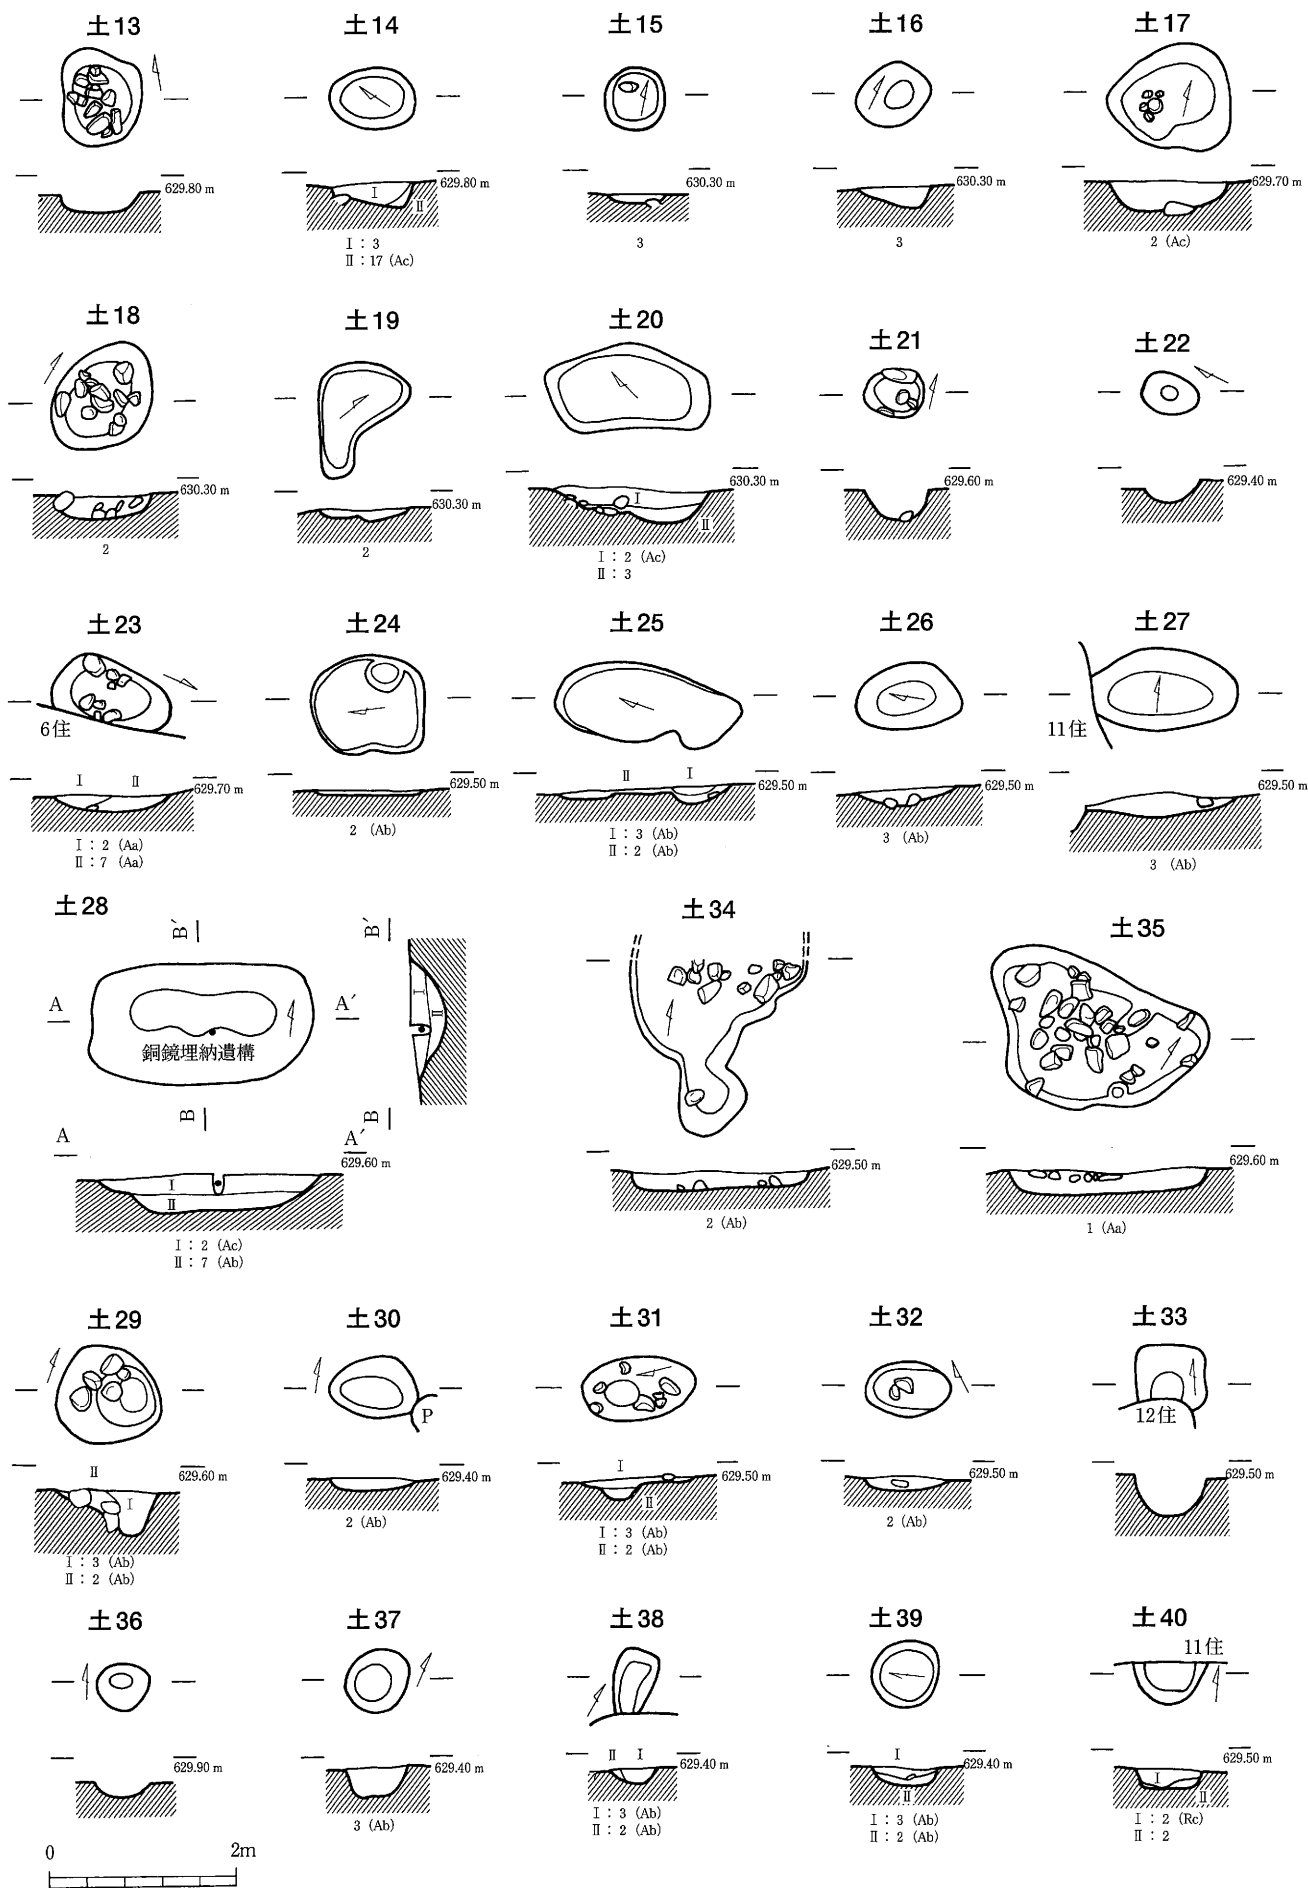 土13
629.80 m
土14
I
II
629.80 m
I : 3
II : 17 (Ac)
土15
630.30 m
3
土16
630.30 m
3
土17
629.70 m
2 (Ac)
土18
630.30 m
2
土19
630.30 m
2
土20
I
II
630.30 m
I : 2 (Ac)
II : 3
土21
629.60 m
土22
629.40 m
土23
6住
I II
629.70 m
I : 2 (Aa)
II : 7 (Aa)
土24
629.50 m
2 (Ab)
土25
II I
629.50 m
I : 3 (Ab)
II : 2 (Ab)
土26
629.50 m
3 (Ab)
土27
11住
629.50 m
3 (Ab)
土28
B B'
A A'
銅鏡埋納遺構
I
II
B B'
A A'
629.60 m
I
II
I : 2 (Ac)
II : 7 (Ab)
土34
629.50 m
2 (Ab)
土35
629.60 m
1 (Aa)
土29
II
I
629.60 m
I : 3 (Ab)
II : 2 (Ab)
土30
P
629.40 m
2 (Ab)
土31
I
II
629.50 m
I : 3 (Ab)
II : 2 (Ab)
土32
629.50 m
2 (Ab)
土33
12住
629.50 m
土36
629.90 m
土37
629.40 m
3 (Ab)
土38
II I
629.40 m
I : 3 (Ab)
II : 2 (Ab)
土39
I
II
629.40 m
I : 3 (Ab)
II : 2 (Ab)
土40
11住
I
II
629.50 m
I : 2 (Rc)
II : 2
0 2m